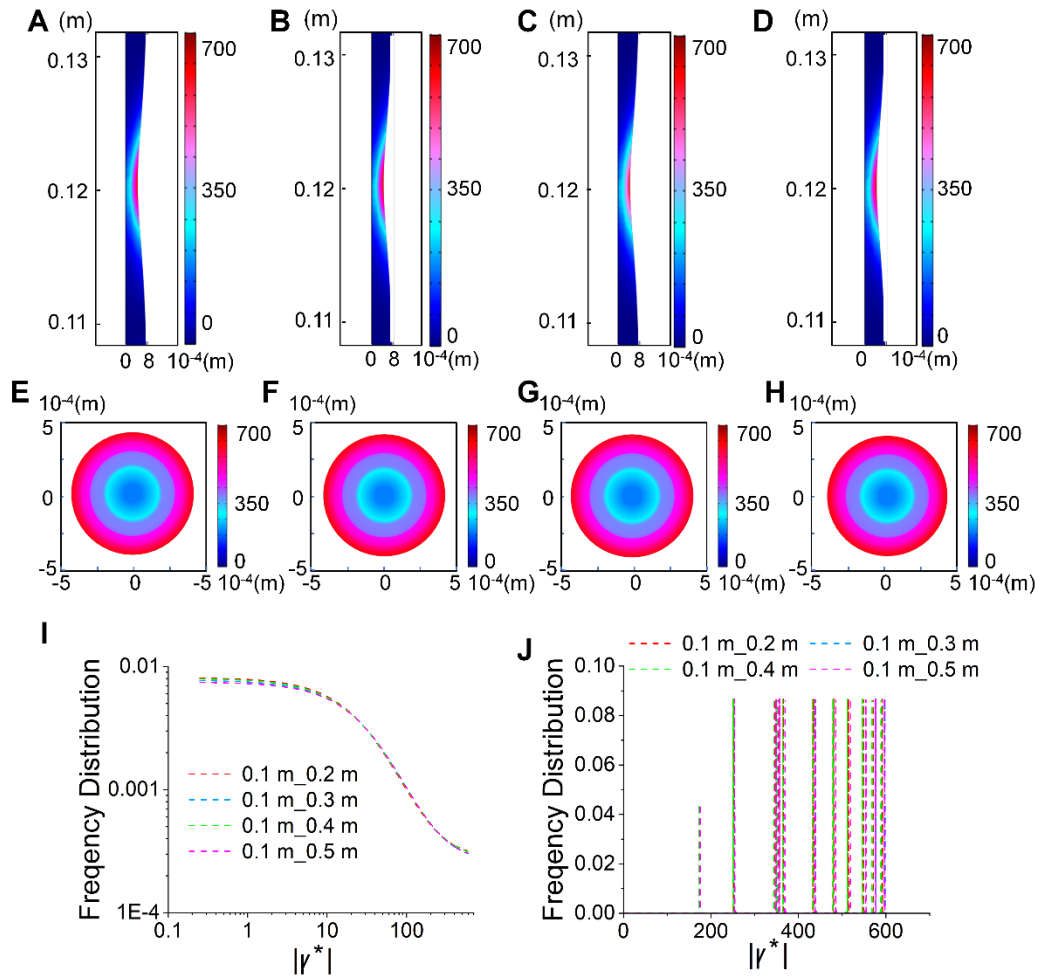 A (m) B (m) C (m) D (m)
700 700 700 700
0.13 0.13 0.13 0.13
0.12 350 0.12 350 0.12 350 0.12 350
0.11 0 0.11 0 0.11 0 0.11 0
0 8 10⁻⁴(m) 0 8 10⁻⁴(m) 0 8 10⁻⁴(m) 0 10⁻⁴(m)
E F G H
10⁻⁴(m) 10⁻⁴(m) 10⁻⁴(m) 10⁻⁴(m)
5 700 5 700 5 700 5 700
0 350 0 350 0 350 0 350
-5 0 -5 0 -5 0 -5 0
-5 0 -5 10⁻⁴(m) -5 0 5 10⁻⁴(m) -5 0 5 10⁻⁴(m) -5 0 5 10⁻⁴(m)
I
Freqency Distribution
0.01
0.001
1E-4
0.1 m_0.2 m
0.1 m_0.3 m
0.1 m_0.4 m
0.1 m_0.5 m
0.1 1 10 100
|γ*|
J
0.1 m_0.2 m 0.1 m_0.3 m
0.1 m_0.4 m 0.1 m_0.5 m
Freqency Distribution
0.10
0.08
0.06
0.04
0.02
0.00
0 200 400 600
|γ*|